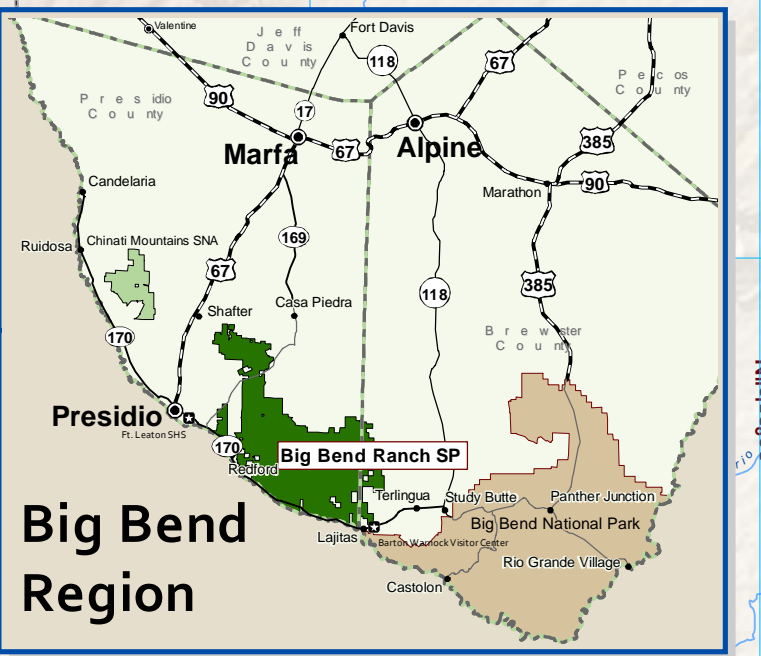 Valentine
Fort Davis
Jeff
Davis
County
118
67
Pecos
County
Presidio
County
90
17
385
Marfa
67
Alpine
Marathon
90
Candelaria
169
Ruidosa
Chinati Mountains SNA
67
118
385
Casa Piedra
Shafter
170
Brewster
County
Presidio
Ft. Leaton SHS
170
Redford
Big Bend Ranch SP
Terlingua
Study Butte
Panther Junction
Big Bend National Park
Lajitas
Barton Warnock Visitor Center
Rio Grande Village
Castolon
Big Bend
Region
rio